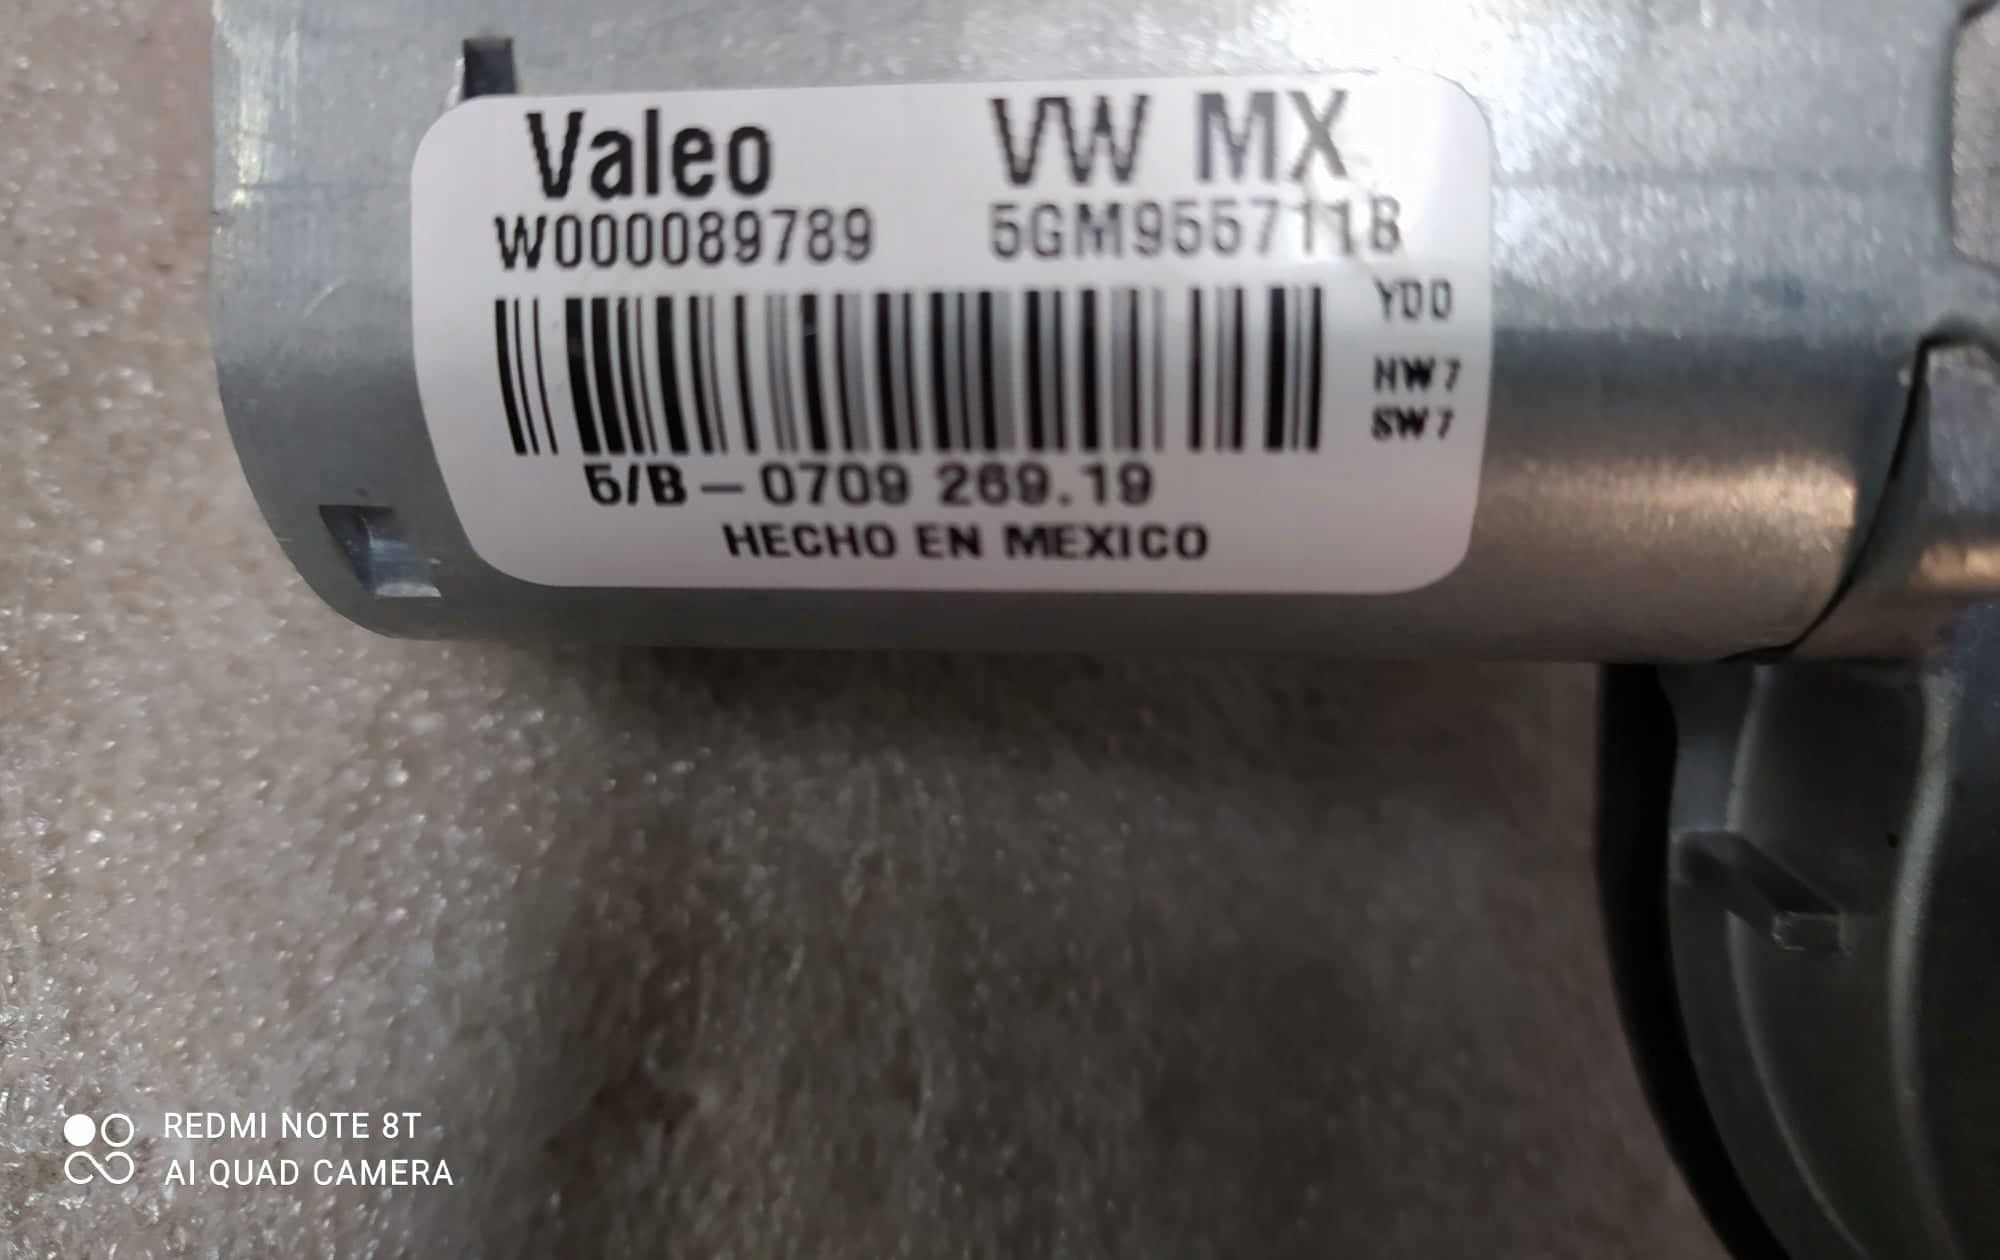 Valeo VW MX
W000089789 5GM955711B
YD0
HW7
SW7
5/B - 0709 269.19
HECHO EN MEXICO
REDMI NOTE 8T
AI QUAD CAMERA